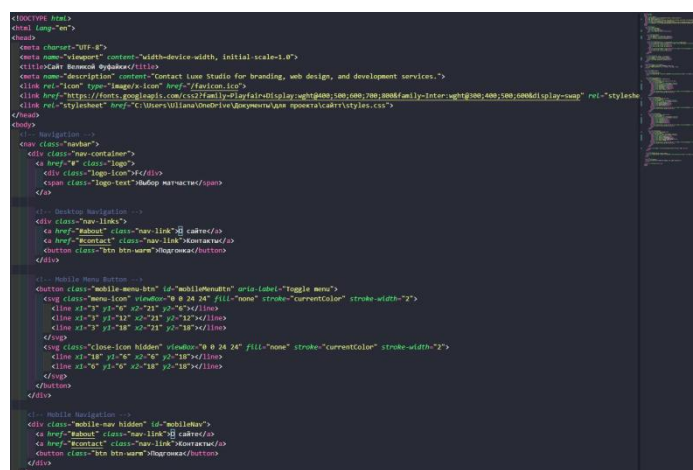 <!DOCTYPE html>
<html lang="en">
<head>
<meta charset="UTF-8">
<meta name="viewport" content="width=device-width, initial-scale=1.0">
<title>Сайт Великой Фуфайки</title>
<meta name="description" content="Contact Luxe Studio for branding, web design, and development services.">
<link rel="icon" type="image/x-icon" href="/favicon.ico">
<link href="https://fonts.googleapis.com/css2?family=Playfair+Display:wght@400;500;600;700;800&family=Inter:wght@300;400;500;600&display=swap" rel="styleshe
<link rel="stylesheet" href="C:\Users\Uliana\OneDrive\Документы\для проекта\сайтт\styles.css">
</head>
<body>
<!-- Navigation -->
<nav class="navbar">
<div class="nav-container">
<a href="#" class="logo">
<div class="logo-icon">F</div>
<span class="logo-text">Выбор матчасти</span>
</a>
<!-- Desktop Navigation -->
<div class="nav-links">
<a href="#about" class="nav-link">О сайте</a>
<a href="#contact" class="nav-link">Контакты</a>
<button class="btn btn-warm">Подгонка</button>
</div>
<!-- Mobile Menu Button -->
<button class="mobile-menu-btn" id="mobileMenuBtn" aria-label="Toggle menu">
<svg class="menu-icon" viewBox="0 0 24 24" fill="none" stroke="currentColor" stroke-width="2">
<line x1="3" y1="6" x2="21" y2="6"></line>
<line x1="3" y1="12" x2="21" y2="12"></line>
<line x1="3" y1="18" x2="21" y2="18"></line>
</svg>
<svg class="close-icon hidden" viewBox="0 0 24 24" fill="none" stroke="currentColor" stroke-width="2">
<line x1="18" y1="6" x2="6" y2="18"></line>
<line x1="6" y1="6" x2="18" y2="18"></line>
</svg>
</button>
</div>
<!-- Mobile Navigation -->
<div class="mobile-nav hidden" id="mobileNav">
<a href="#about" class="nav-link">О сайте</a>
<a href="#contact" class="nav-link">Контакты</a>
<button class="btn btn-warm">Подгонка</button>
</div>